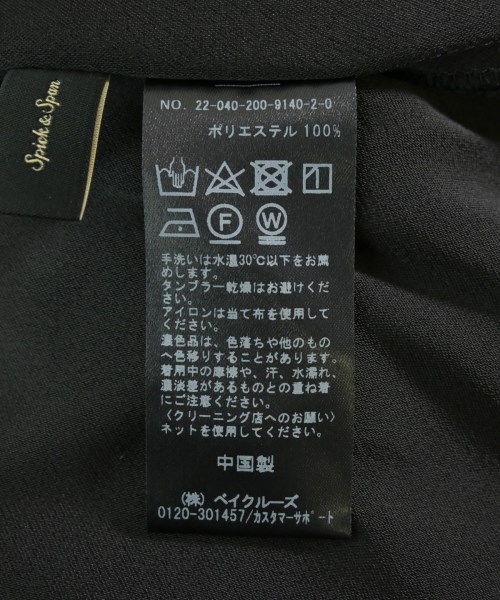 Spick & Span
NO. 22-040-200-9140-2-0
ポリエステル 100%
F
W
手洗いは水温30℃以下をお薦
めします。
タンブラー乾燥はお避けくだ
さい。
アイロンは当て布を使用して
ください。
濃色品は、色落ちや他のもの
へ色移りすることがあります。
着用中の摩擦や、汗、水濡れ、
濃淡差があるものとの重ね着
にご注意ください。
〈クリーニング店へのお願い〉
ネットを使用してください。
中国製
(株) ベイクルーズ
0120-301457/カスタマーサポート